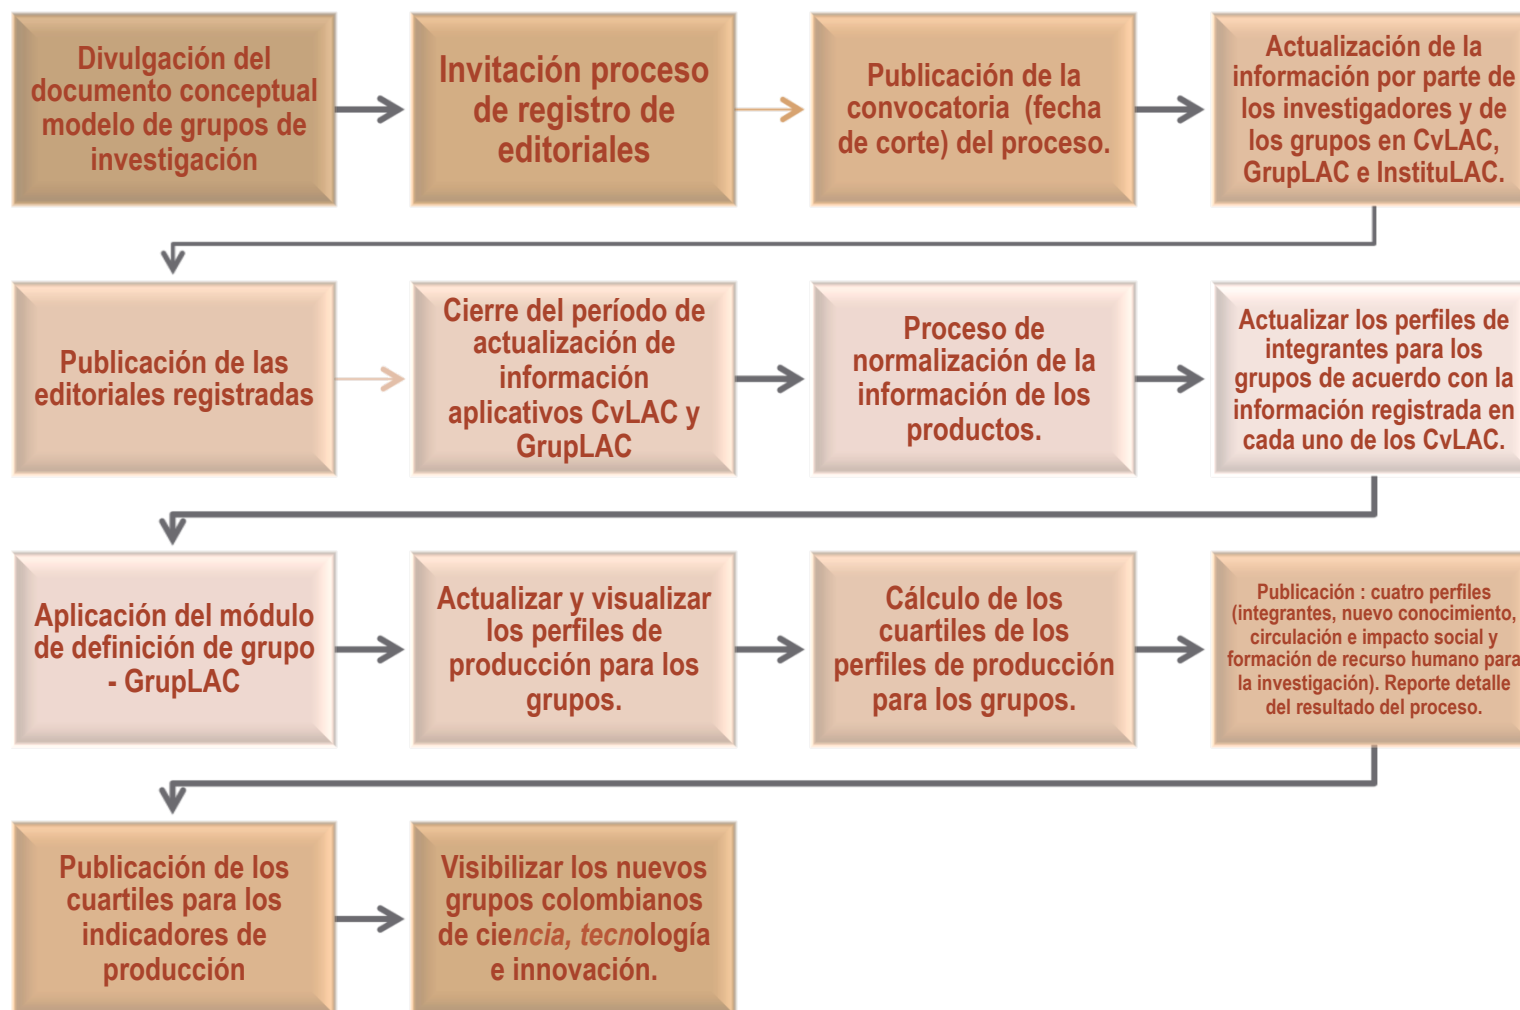 Divulgación del
documento conceptual
modelo de grupos de
investigación
Invitación proceso
de registro de
editoriales
Publicación de la
convocatoria (fecha
de corte) del proceso.
Actualización de la
información por parte de
los investigadores y de
los grupos en CvLAC,
GrupLAC e InstituLAC.
Publicación de las
editoriales registradas
Cierre del período de
actualización de
información
aplicativos CvLAC y
GrupLAC
Proceso de
normalización de la
información de los
productos.
Actualizar los perfiles de
integrantes para los
grupos de acuerdo con la
información registrada en
cada uno de los CvLAC.
Aplicación del módulo
de definición de grupo
- GrupLAC
Actualizar y visualizar
los perfiles de
producción para los
grupos.
Cálculo de los
cuartiles de los
perfiles de producción
para los grupos.
Publicación : cuatro perfiles
(integrantes, nuevo conocimiento,
circulación e impacto social y
formación de recurso humano para
la investigación). Reporte detalle
del resultado del proceso.
Publicación de los
cuartiles para los
indicadores de
producción
Visibilizar los nuevos
grupos colombianos
de ciencia, tecnología
e innovación.